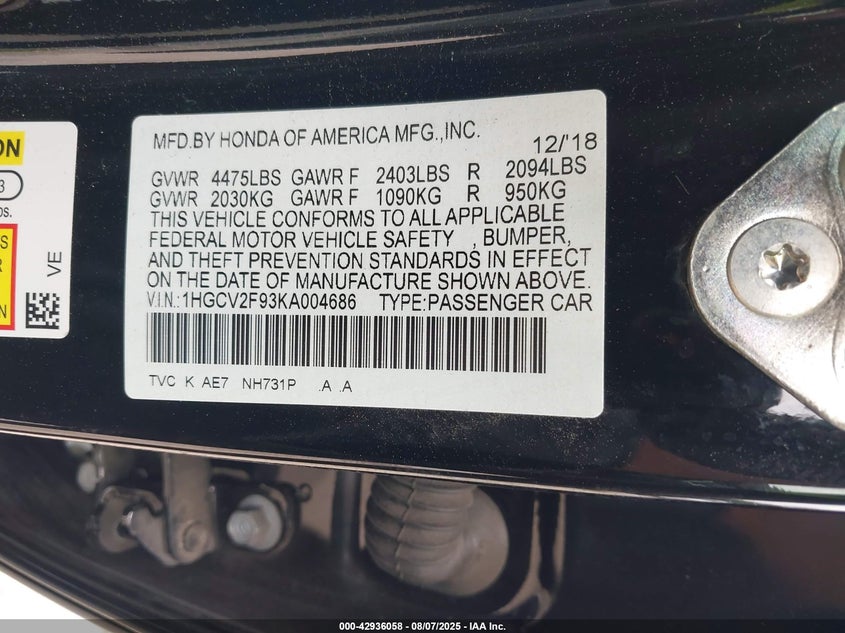 ON
3
os.
S
R
N
VE
MFD.BY HONDA OF AMERICA MFG.,INC. 12/'18
GVWR 4475LBS GAWR F 2403LBS R 2094LBS
GVWR 2030KG GAWR F 1090KG R 950KG
THIS VEHICLE CONFORMS TO ALL APPLICABLE
FEDERAL MOTOR VEHICLE SAFETY , BUMPER,
AND THEFT PREVENTION STANDARDS IN EFFECT
ON THE DATE OF MANUFACTURE SHOWN ABOVE.
V.I.N.:1HGCV2F93KA004686 TYPE:PASSENGER CAR
TVC K AE7 NH731P .A .A
000-42936058 - 08/07/2025 - IAA Inc.